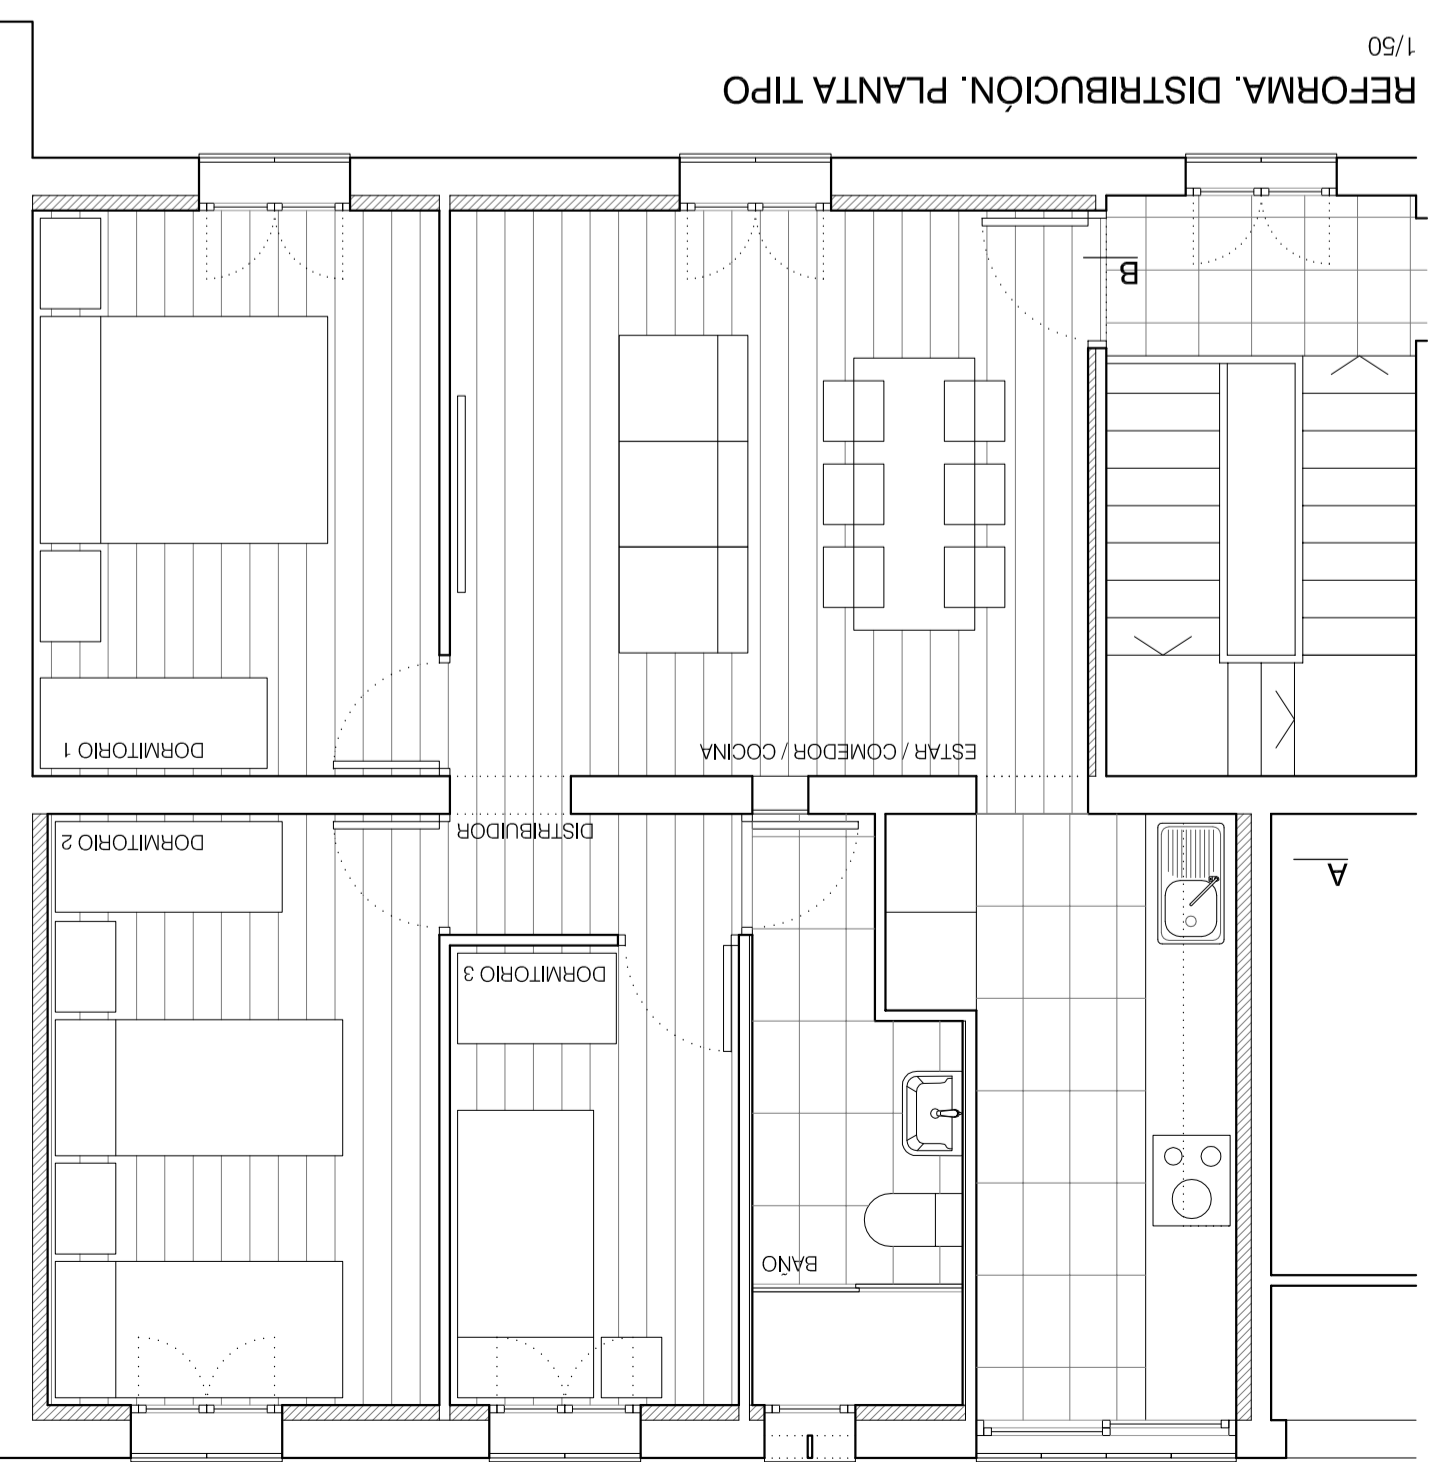 REFORMA. DISTRIBUCIÓN. PLANTA TIPO
1/50
BAÑO
DORMITORIO 3
DORMITORIO 2
DISTRIBUIDOR
A
DORMITORIO 1
ESTAR / COMEDOR / COCINA
B